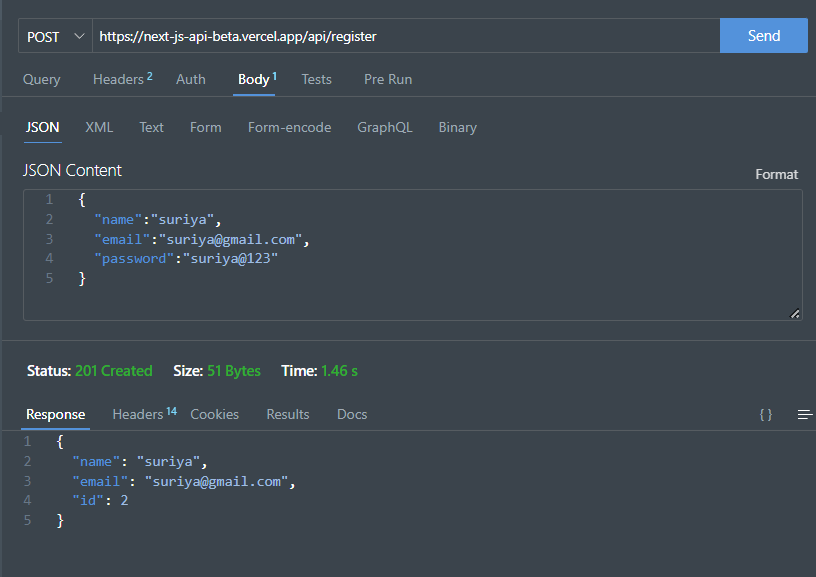 POST https://next-js-api-beta.vercel.app/api/register Send
Query Headers 2 Auth Body 1 Tests Pre Run
JSON XML Text Form Form-encode GraphQL Binary
JSON Content
Format
1 {
2 "name":"suriya",
3 "email":"suriya@gmail.com",
4 "password":"suriya@123"
5 }
Status: 201 Created Size: 51 Bytes Time: 1.46 s
Response Headers 14 Cookies Results Docs { }
1 {
2 "name": "suriya",
3 "email": "suriya@gmail.com",
4 "id": 2
5 }